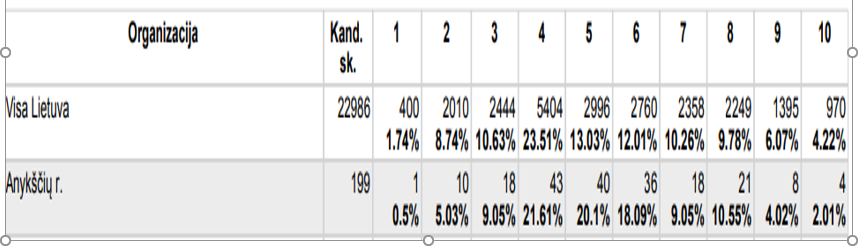 Organizacija Kand. sk. 1 2 3 4 5 6 7 8 9 10
Visa Lietuva 22986 400 2010 2444 5404 2996 2760 2358 2249 1395 970
1.74% 8.74% 10.63% 23.51% 13.03% 12.01% 10.26% 9.78% 6.07% 4.22%
Anykščių r. 199 1 10 18 43 40 36 18 21 8 4
0.5% 5.03% 9.05% 21.61% 20.1% 18.09% 9.05% 10.55% 4.02% 2.01%